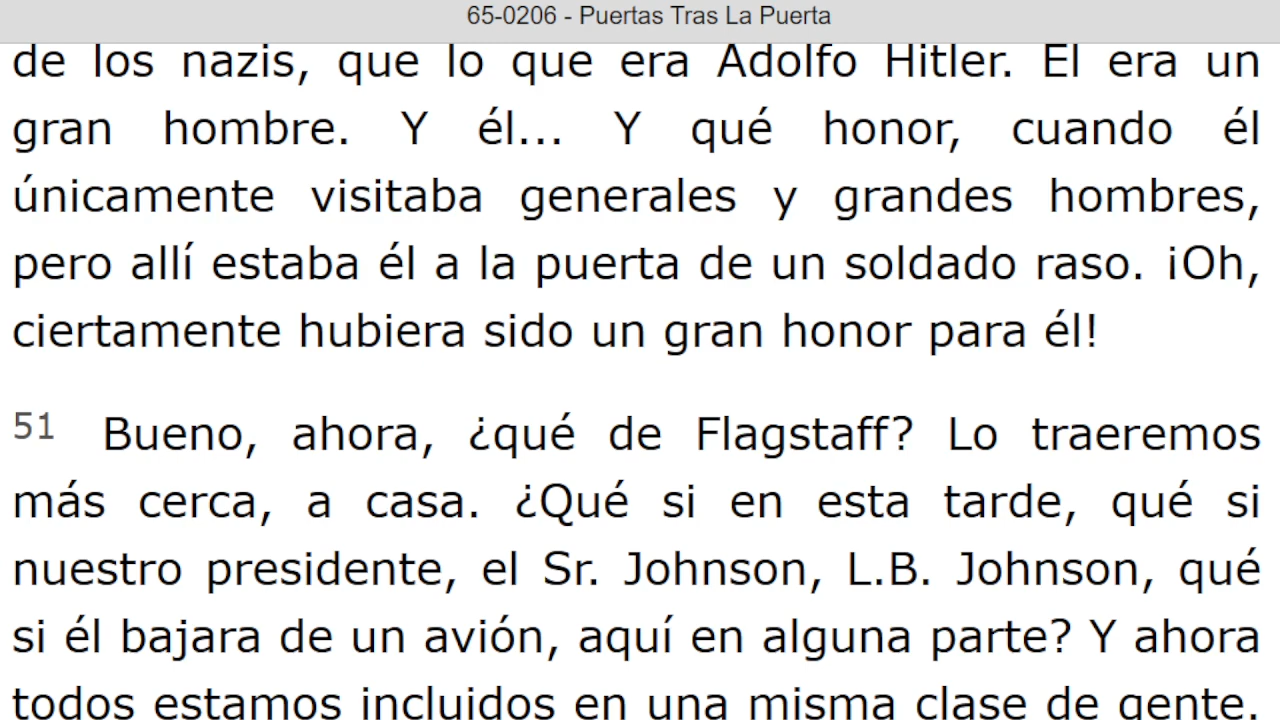 65-0206 - Puertas Tras La Puerta
de los nazis, que lo que era Adolfo Hitler. Él era un
gran hombre. Y él... Y qué honor, cuando él
únicamente visitaba generales y grandes hombres,
pero allí estaba él a la puerta de un soldado raso. ¡Oh,
ciertamente hubiera sido un gran honor para él!
51 Bueno, ahora, ¿qué de Flagstaff? Lo traeremos
más cerca, a casa. ¿Qué si en esta tarde, qué si
nuestro presidente, el Sr. Johnson, L.B. Johnson, qué
si él bajara de un avión, aquí en alguna parte? Y ahora
todos estamos incluidos en una misma clase de gente.